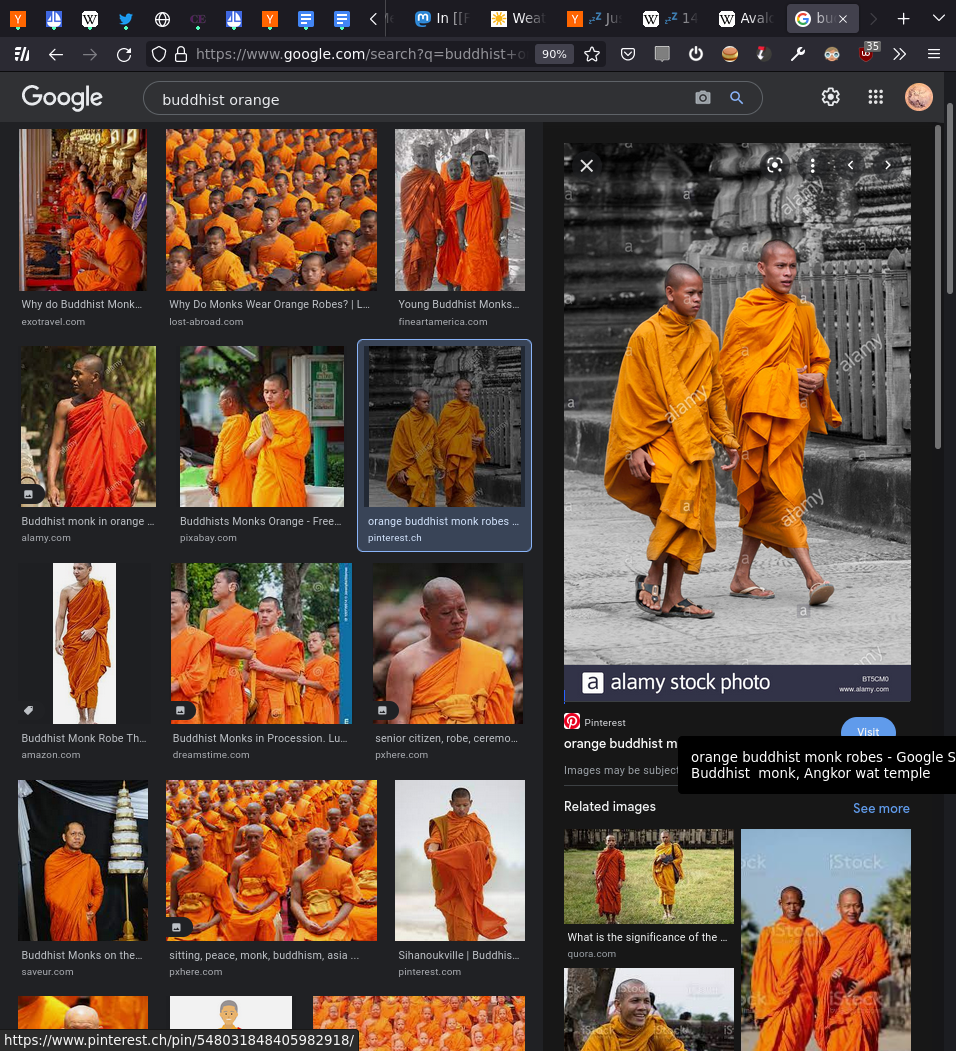 In [[F
Weat
Ju
14
Avalo
bu
https://www.google.com/search?q=buddhist+o
90%
35
Google
buddhist orange
Why do Buddhist Monk...
exotravel.com
Why Do Monks Wear Orange Robes? | L...
lost-abroad.com
Young Buddhist Monks...
fineartamerica.com
Buddhist monk in orange ...
alamy.com
Buddhists Monks Orange - Free...
pixabay.com
orange buddhist monk robes ...
pinterest.ch
Buddhist Monk Robe Th...
amazon.com
Buddhist Monks in Procession. Lu...
dreamstime.com
senior citizen, robe, ceremo...
pxhere.com
Buddhist Monks on the...
saveur.com
sitting, peace, monk, buddhism, asia ...
pxhere.com
Sihanoukville | Buddhis...
pinterest.com
https://www.pinterest.ch/pin/548031848405982918/
alamy
alamy
alamy
alamy
a alamy stock photo
BT5CM0
www.alamy.com
Pinterest
Visit
orange buddhist m
orange buddhist monk robes - Google S
Buddhist monk, Angkor wat temple
Images may be subject
Related images
See more
What is the significance of the ...
quora.com
iStock
iStock
iStock